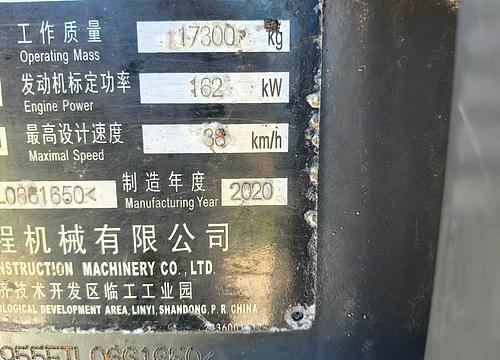 工作质量 17300 kg
Operating Mass
发动机标定功率 162 kW
Engine Power
最高设计速度 38 km/h
Maximal Speed
L0661650< 制造年度 2020
Manufacturing Year
程机械有限公司
NSTRUCTION MACHINERY CO., LTD.
济技术开发区临工工业园
OLOGICAL DEVELOPMENT AREA, LINYI, SHANDONG, P. R. CHINA
955FTL0661650<